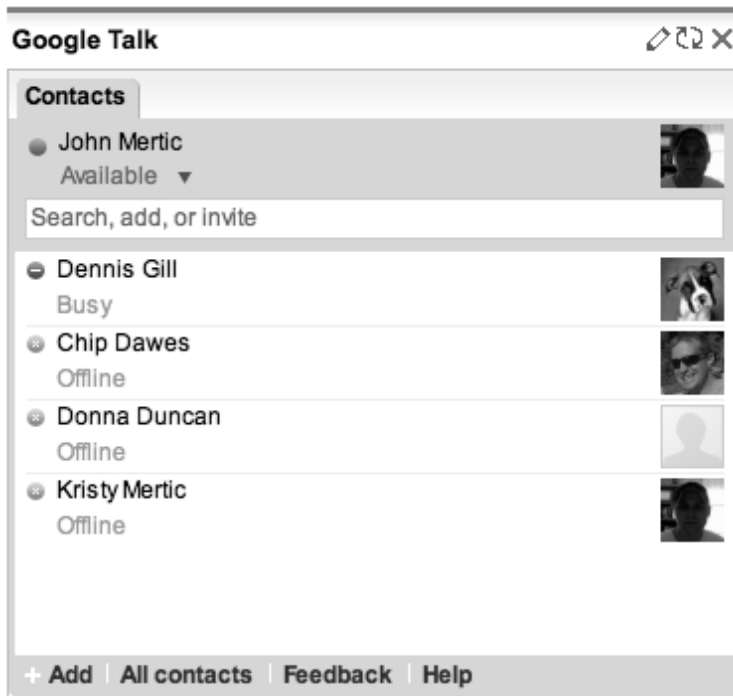 Google Talk
Contacts
John Mertic
Available
Search, add, or invite
Dennis Gill
Busy
Chip Dawes
Offline
Donna Duncan
Offline
Kristy Mertic
Offline
Add All contacts Feedback Help